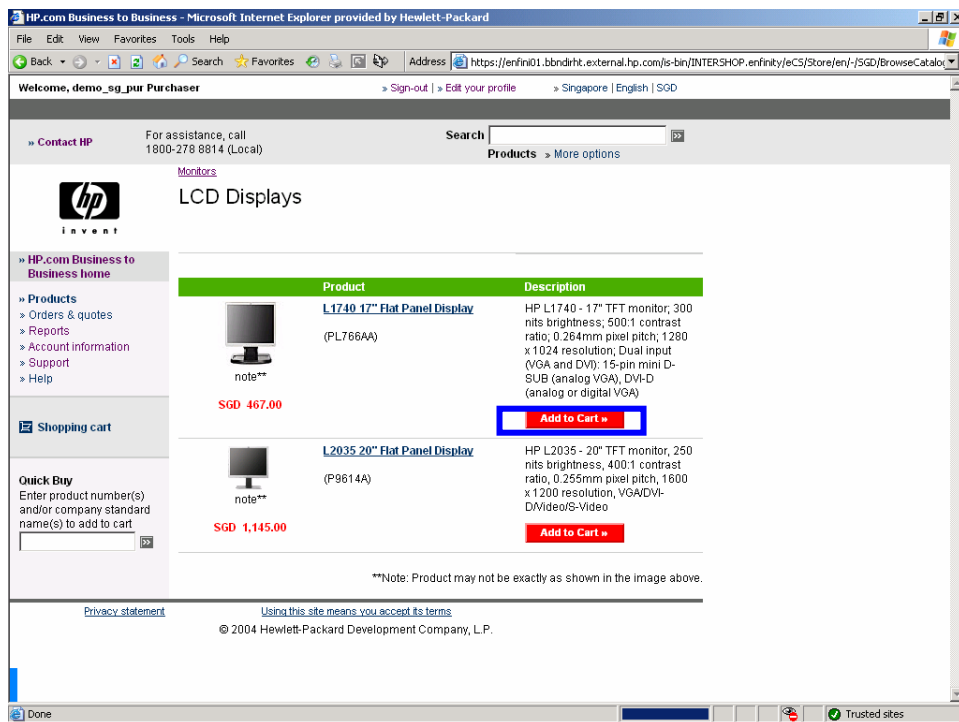 HP.com Business to Business - Microsoft Internet Explorer provided by Hewlett-Packard
File Edit View Favorites Tools Help
Back Search Favorites Address https://enfini01.bbndirht.external.hp.com/is-bin/INTERSHOP.enfinity/eCS/Store/en/-/SGD/BrowseCatalog
Welcome, demo_sg_pur Purchaser » Sign-out | » Edit your profile » Singapore | English | SGD
» Contact HP
For assistance, call
1800-278 8814 (Local)
Search »
Products » More options
Monitors
LCD Displays
hp
invent
» HP.com Business to
Business home
» Products
» Orders & quotes
» Reports
» Account information
» Support
» Help
Shopping cart
Quick Buy
Enter product number(s)
and/or company standard
name(s) to add to cart
»
Product Description
L1740 17" Flat Panel Display
(PL766AA)
note**
SGD 467.00
HP L1740 - 17" TFT monitor; 300
nits brightness; 500:1 contrast
ratio; 0.264mm pixel pitch; 1280
x 1024 resolution; Dual input
(VGA and DVI): 15-pin mini D-
SUB (analog VGA), DVI-D
(analog or digital VGA)
Add to Cart »
L2035 20" Flat Panel Display
(P9614A)
note**
SGD 1,145.00
HP L2035 - 20" TFT monitor, 250
nits brightness, 400:1 contrast
ratio, 0.255mm pixel pitch, 1600
x 1200 resolution, VGA/DVI-
D/Video/S-Video
Add to Cart »
**Note: Product may not be exactly as shown in the image above.
Privacy statement Using this site means you accept its terms
© 2004 Hewlett-Packard Development Company, L.P.
Done Trusted sites